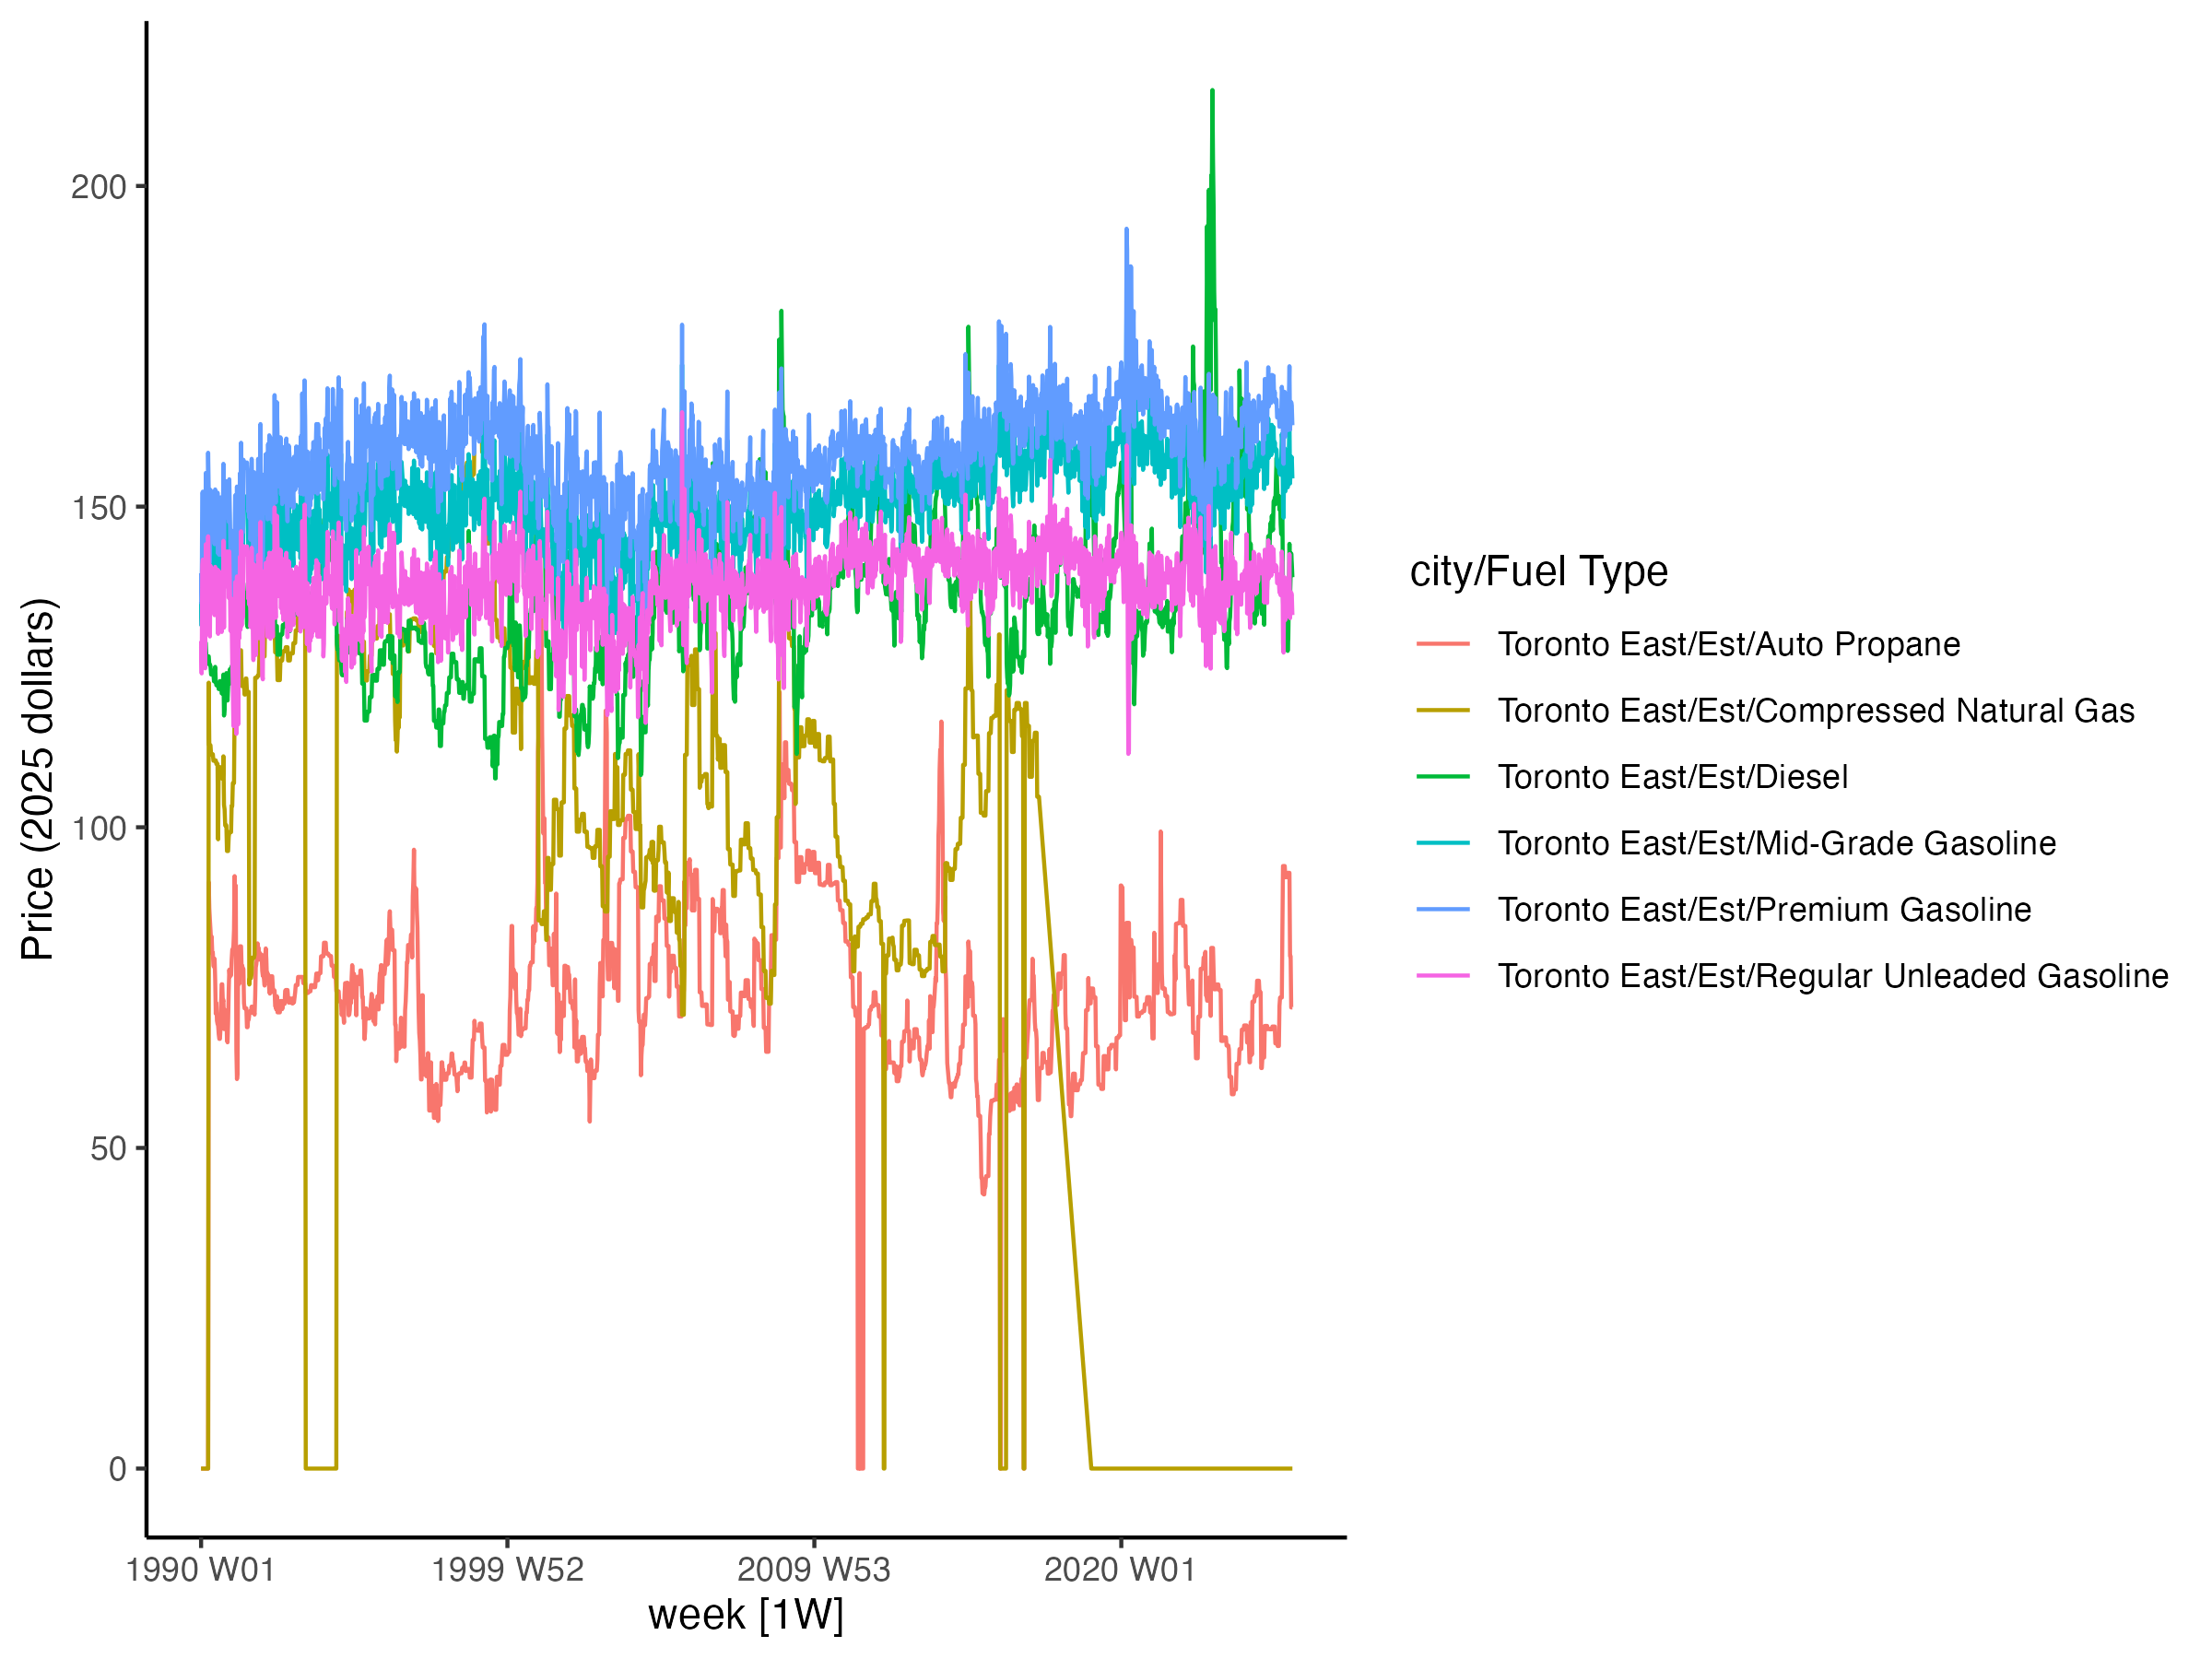 Price (2025 dollars)
200
150
100
50
0
1990 W01
1999 W52
2009 W53
2020 W01
week [1W]
city/Fuel Type
Toronto East/Est/Auto Propane
Toronto East/Est/Compressed Natural Gas
Toronto East/Est/Diesel
Toronto East/Est/Mid-Grade Gasoline
Toronto East/Est/Premium Gasoline
Toronto East/Est/Regular Unleaded Gasoline